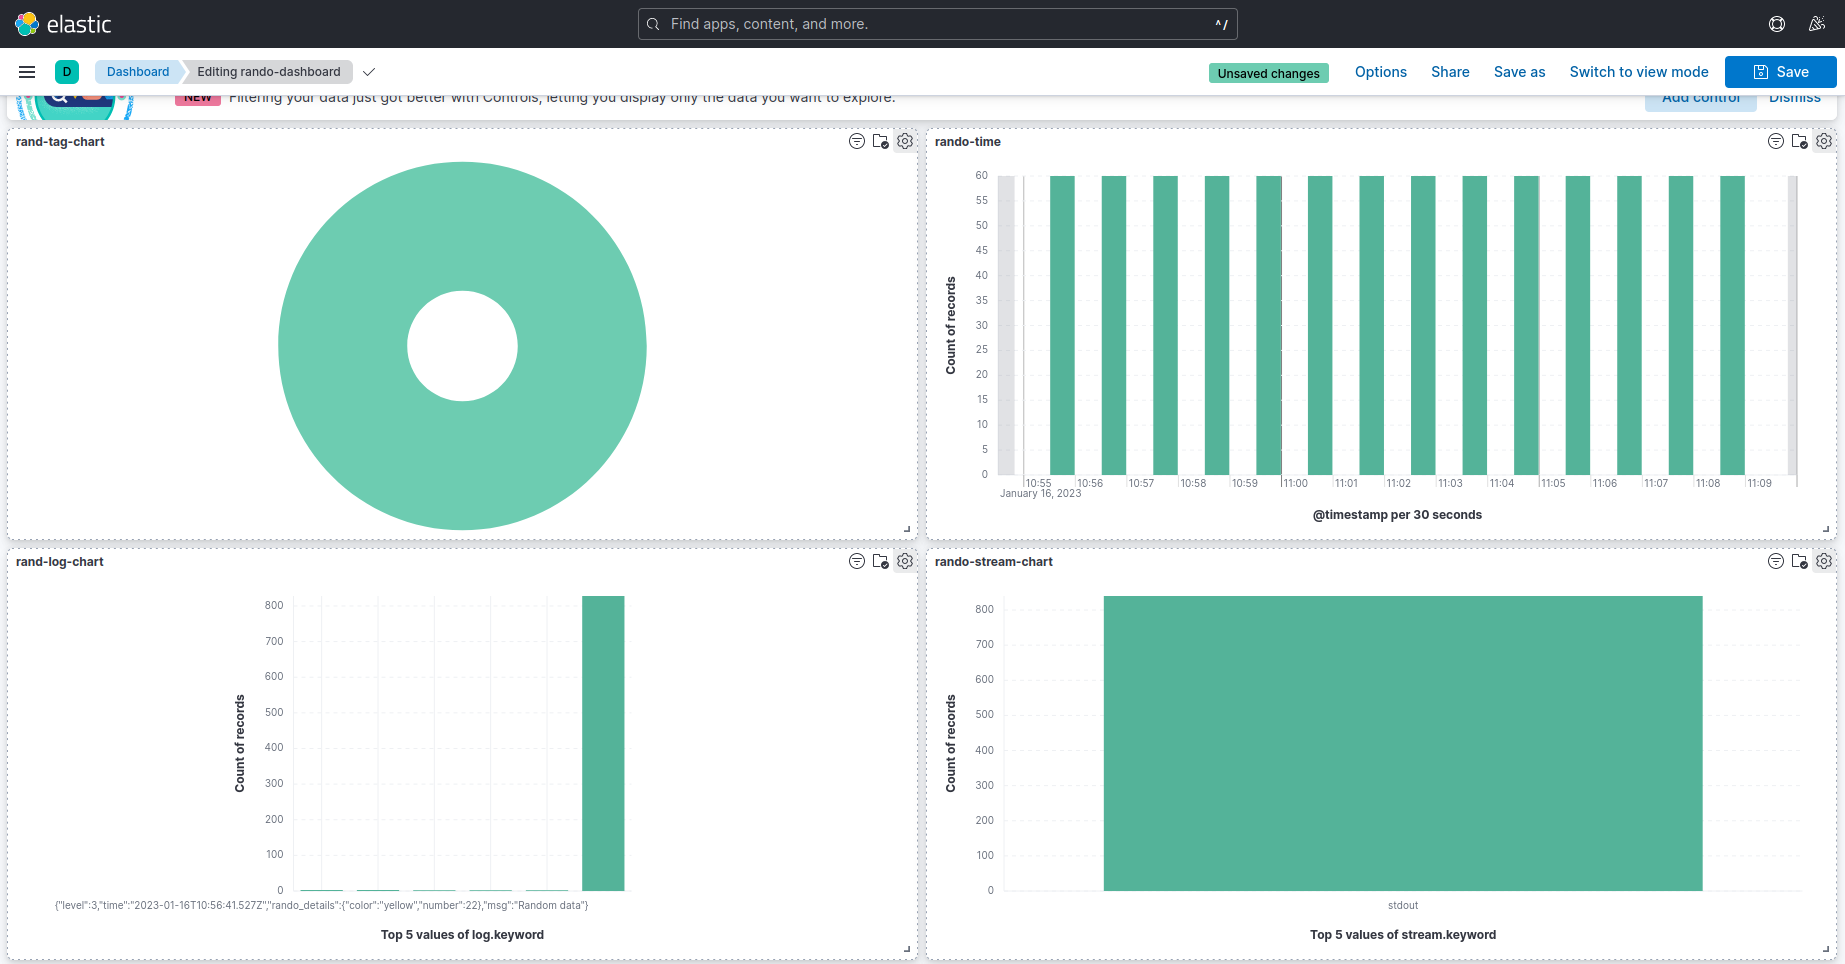 elastic
Find apps, content, and more.
^/
D
Dashboard
Editing rando-dashboard
Unsaved changes
Options
Share
Save as
Switch to view mode
Save
NEW
Filtering your data just got better with Controls, letting you display only the data you want to explore.
Add control
Dismiss
rand-tag-chart
rando-time
60
55
50
45
40
35
30
25
20
15
10
5
0
Count of records
10:55
10:56
10:57
10:58
10:59
11:00
11:01
11:02
11:03
11:04
11:05
11:06
11:07
11:08
11:09
January 16, 2023
@timestamp per 30 seconds
rand-log-chart
800
700
600
500
400
300
200
100
0
Count of records
{"level":3,"time":"2023-01-16T10:56:41.527Z","rando_details":{"color":"yellow","number":22},"msg":"Random data"}
Top 5 values of log.keyword
rando-stream-chart
800
700
600
500
400
300
200
100
0
Count of records
stdout
Top 5 values of stream.keyword